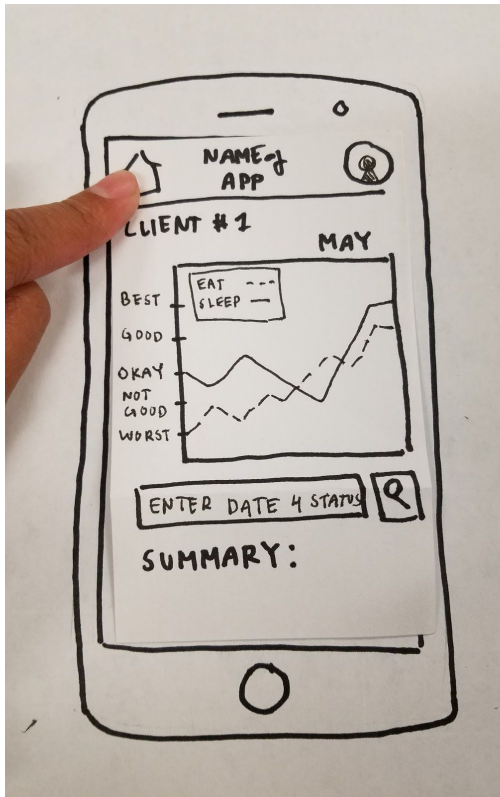 NAME of
APP
CLIENT #1
MAY
EAT
SLEEP
BEST
GOOD
OKAY
NOT
GOOD
WORST
ENTER DATE 4 STATUS
SUMMARY: